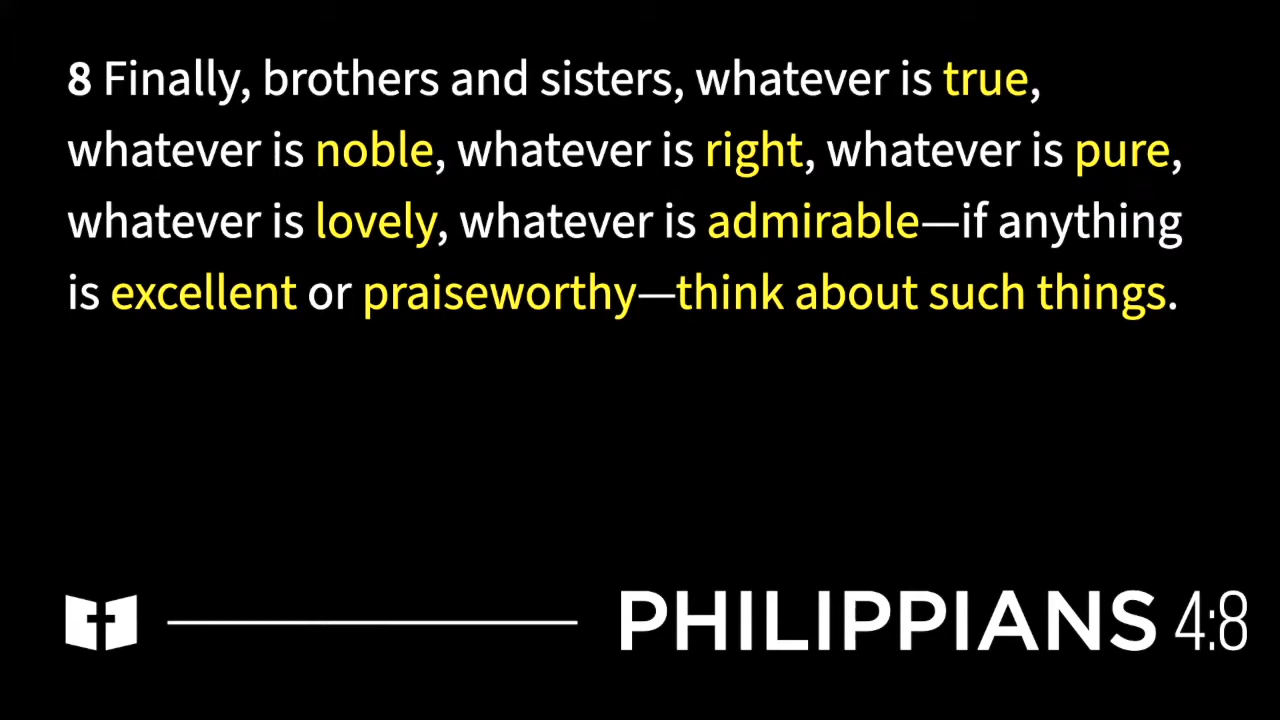 8 Finally, brothers and sisters, whatever is true,
whatever is noble, whatever is right, whatever is pure,
whatever is lovely, whatever is admirable—if anything
is excellent or praiseworthy—think about such things.
PHILIPPIANS 4:8